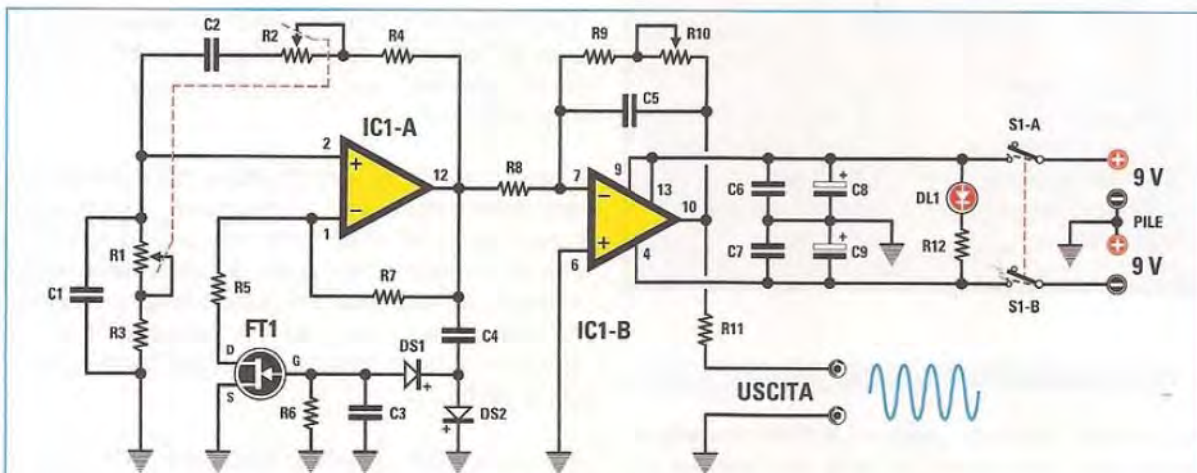 C2
R2
R4
R9
R10
C5
IC1-A
2
+
12
R8
7
−
9
13
10
S1-A
+
9 V
−
PILE
+
9 V
−
S1-B
C6
+
C8
C7
+
C9
DL1
R12
−
1
+
6
4
IC1-B
R1
C1
R3
R5
R7
C4
R11
FT1
D
G
S
DS1
+
DS2
+
R6
C3
USCITA